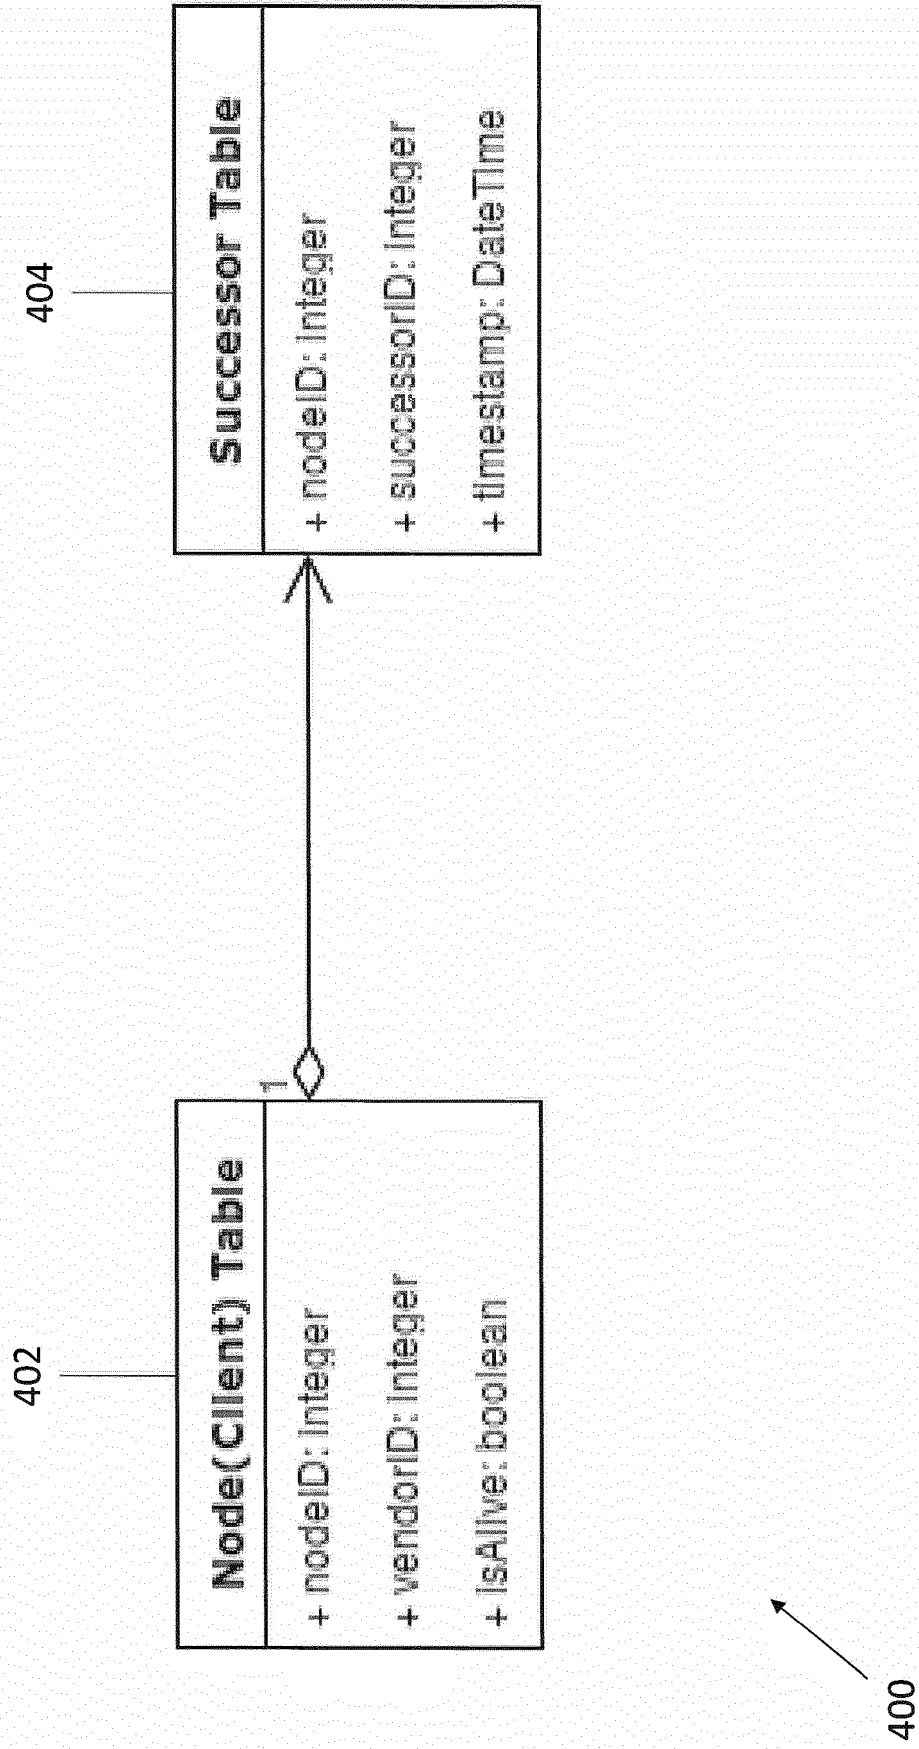 402
Node(Client) Table
+ nodeID: Integer
+ vendorID: Integer
+ isAlive: boolean
1
404
Successor Table
+ nodeID: Integer
+ successorID: Integer
+ timestamp: DateTime
400